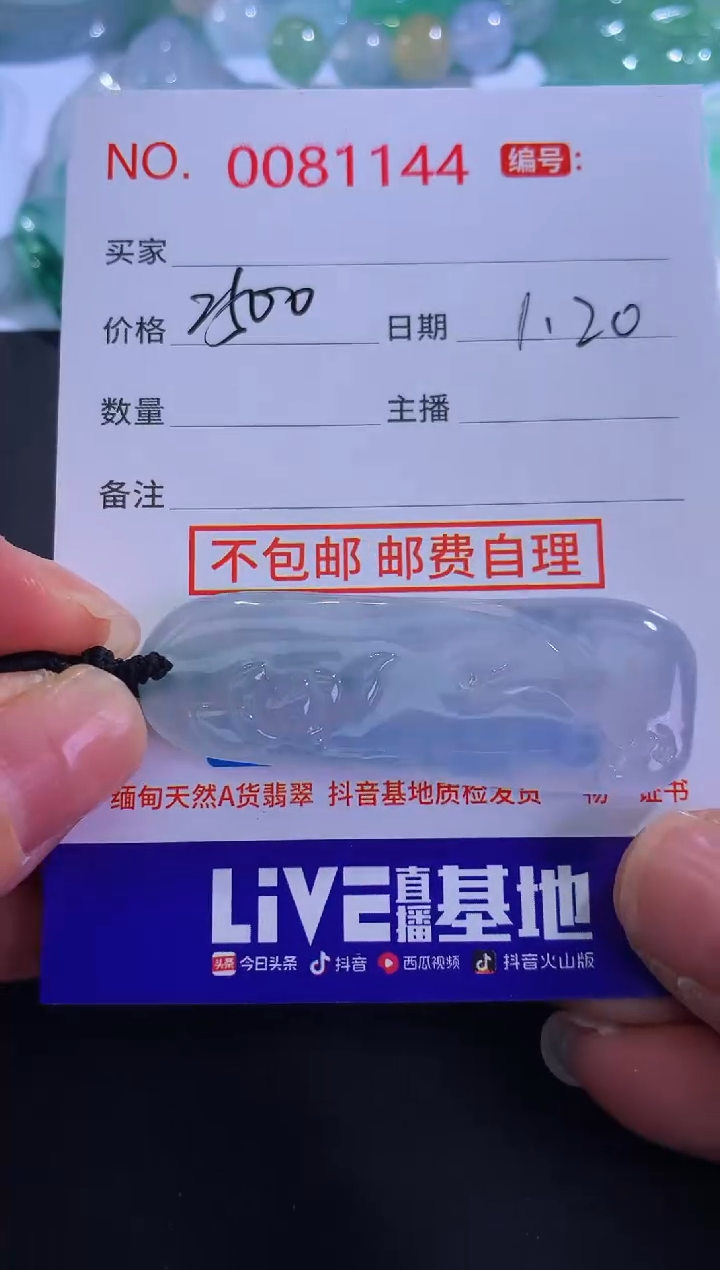 NO. 0081144 编号:
买家
价格 2500 日期 1.20
数量 主播
备注
不包邮 邮费自理
缅甸天然A货翡翠 抖音基地质检发货 物 证书
LiVE直播基地
头条 今日头条 抖音 西瓜视频 抖音火山版